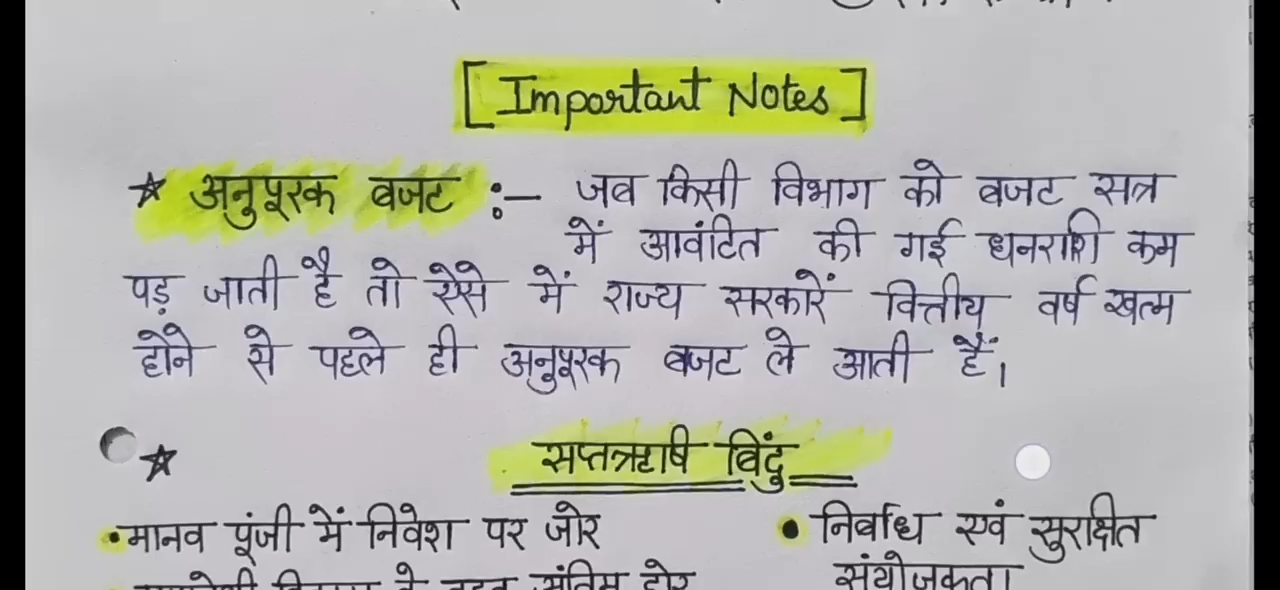 [Important Notes]
☆ अनुपूरक बजट :– जब किसी विभाग को बजट सत्र
में आवंटित की गई धनराशि कम
पड़ जाती है तो ऐसे में राज्य सरकारें वित्तीय वर्ष खत्म
होने से पहले ही अनुपूरक बजट ले आती हैं।
☆ सप्तऋषि बिंदु
• मानव पूंजी में निवेश पर जोर
• निर्बाध एवं सुरक्षित
संयोजकता